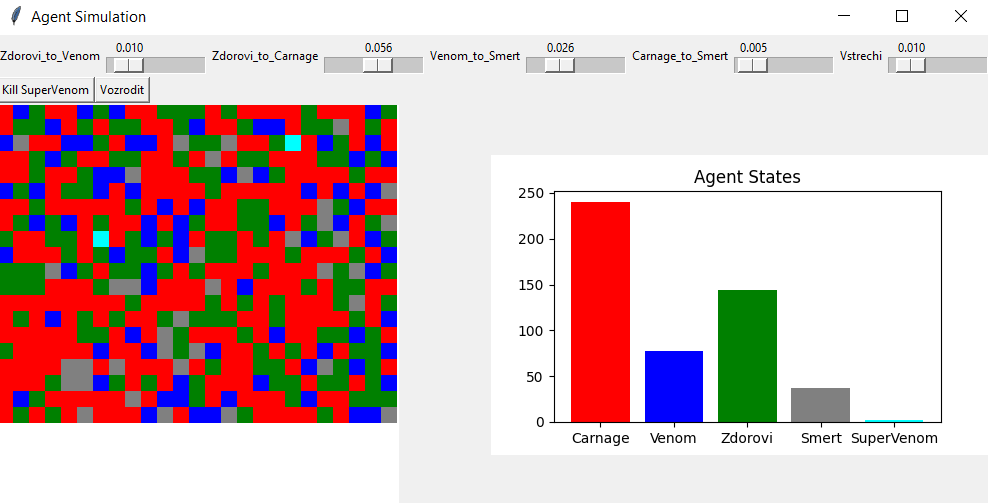 Agent Simulation
0.010 0.056 0.026 0.005 0.010
Zdorovi_to_Venom Zdorovi_to_Carnage Venom_to_Smert Carnage_to_Smert Vstrechi
Kill SuperVenom Vozrodit
Agent States
250
200
150
100
50
0
Carnage Venom Zdorovi Smert SuperVenom